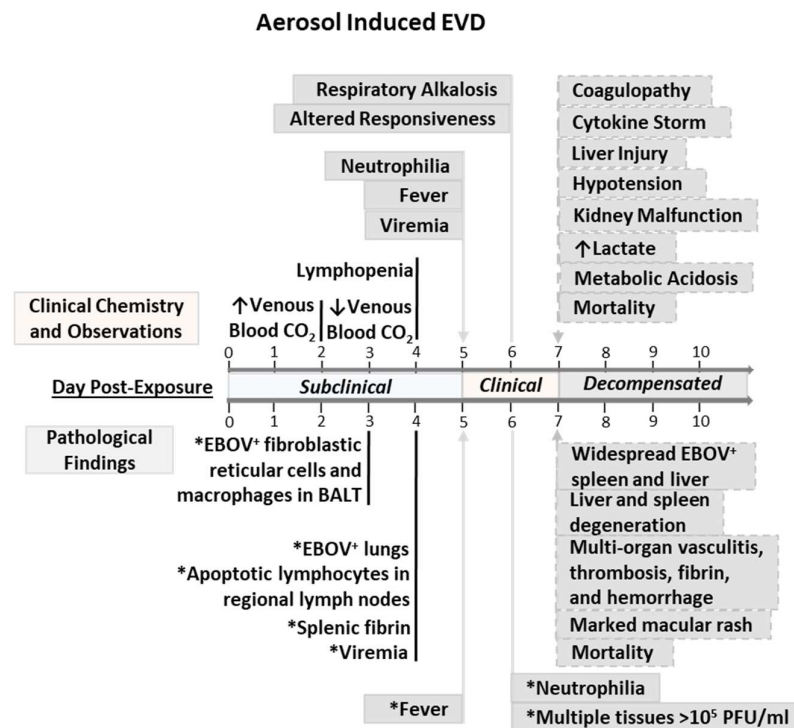 Aerosol Induced EVD
Respiratory Alkalosis
Altered Responsiveness
Neutrophilia
Fever
Viremia
Lymphopenia
↑Venous
Blood CO₂
↓Venous
Blood CO₂
Coagulopathy
Cytokine Storm
Liver Injury
Hypotension
Kidney Malfunction
↑Lactate
Metabolic Acidosis
Mortality
Clinical Chemistry
and Observations
0 1 2 3 4 5 6 7 8 9 10
Day Post-Exposure
Subclinical
Clinical
Decompensated
0 1 2 3 4 5 6 7 8 9 10
Pathological
Findings
*EBOV⁺ fibroblastic
reticular cells and
macrophages in BALT
*EBOV⁺ lungs
*Apoptotic lymphocytes in
regional lymph nodes
*Splenic fibrin
*Viremia
*Fever
Widespread EBOV⁺
spleen and liver
Liver and spleen
degeneration
Multi-organ vasculitis,
thrombosis, fibrin,
and hemorrhage
Marked macular rash
Mortality
*Neutrophilia
*Multiple tissues >10⁵ PFU/ml